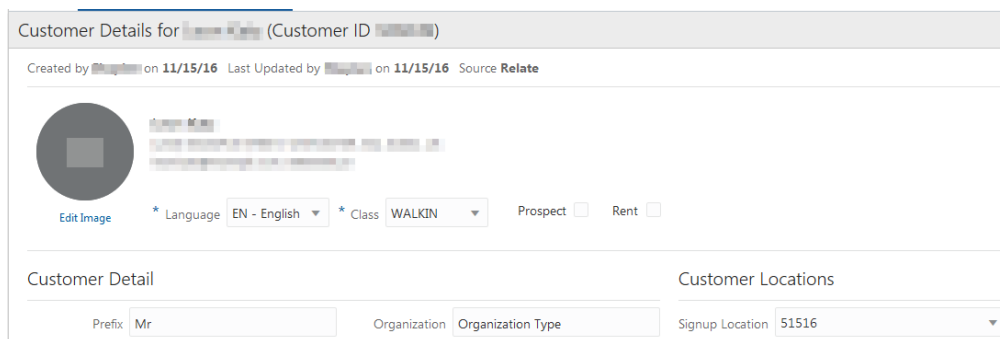 Customer Details for (Customer ID )
Created by on 11/15/16 Last Updated by on 11/15/16 Source Relate
Edit Image
* Language EN - English * Class WALKIN Prospect Rent
Customer Detail
Customer Locations
Prefix Mr Organization Organization Type Signup Location 51516